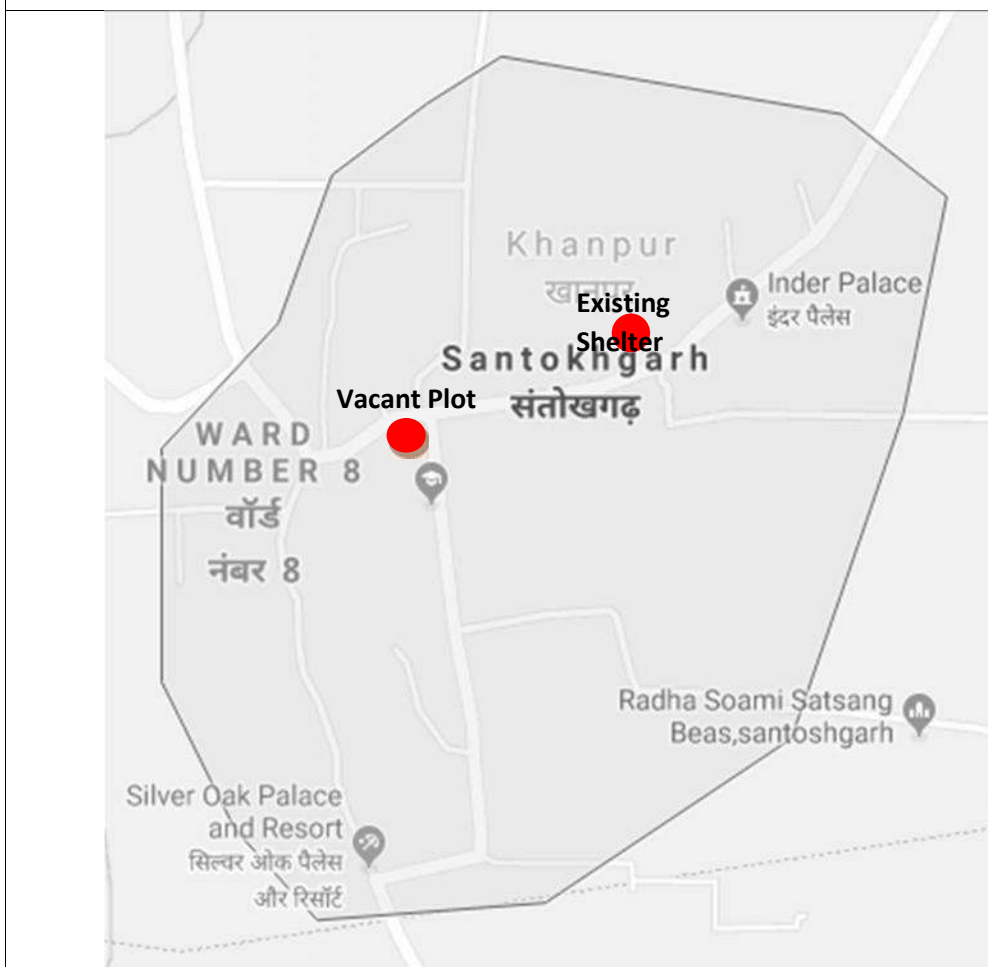 Khanpur
खानपुर
Inder Palace
इंदर पैलेस
Existing
Shelter
Santokhgarh
संतोखगढ़
Vacant Plot
WARD
NUMBER 8
वॉर्ड
नंबर 8
Radha Soami Satsang
Beas,santoshgarh
Silver Oak Palace
and Resort
सिल्वर ओक पैलेस
और रिसॉर्ट